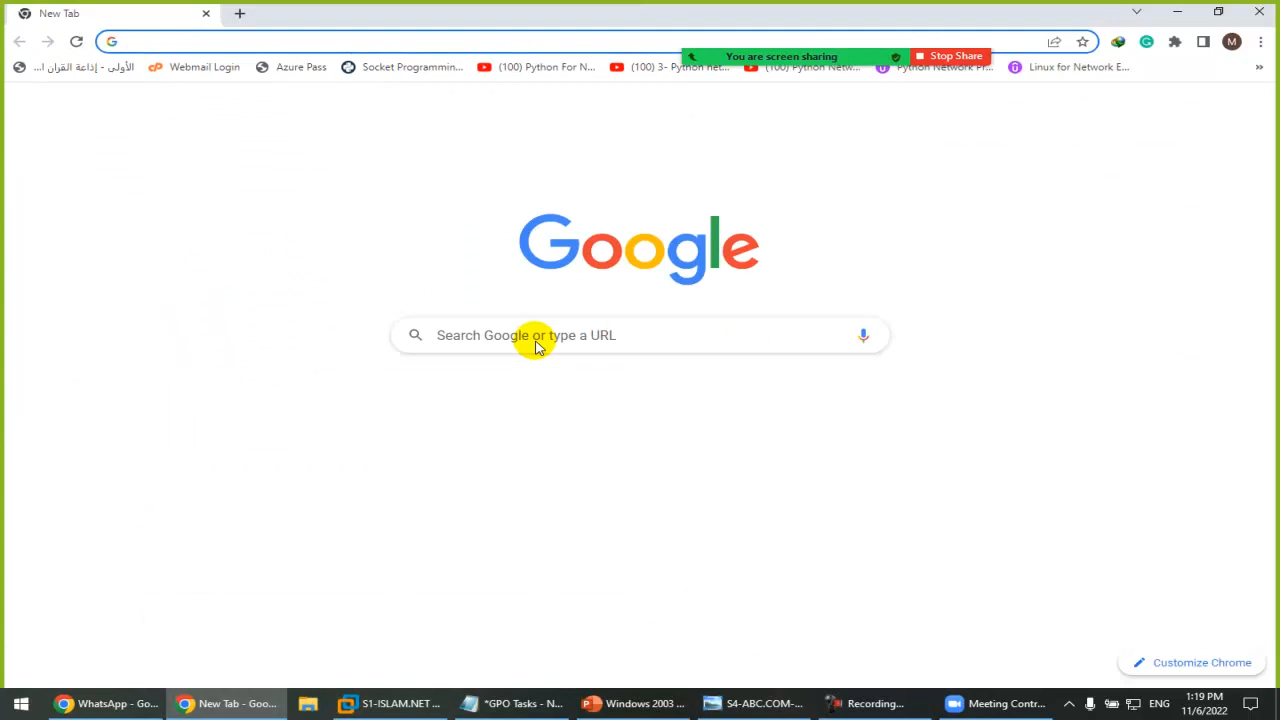 New Tab
You are screen sharing
Stop Share
الأولى - إذاعة القرآن ا...
Webmail Login
Azure Pass
Socket Programmin...
(100) Python For N...
(100) 3- Python net...
(100) Python Netw...
Python Network Pr...
Linux for Network E...
M
Google
Search Google or type a URL
Customize Chrome
WhatsApp - Go...
New Tab - Goo...
S1-ISLAM.NET ...
*GPO Tasks - N...
Windows 2003 ...
S4-ABC.COM-...
Recording...
Meeting Contr...
ENG
1:19 PM
11/6/2022